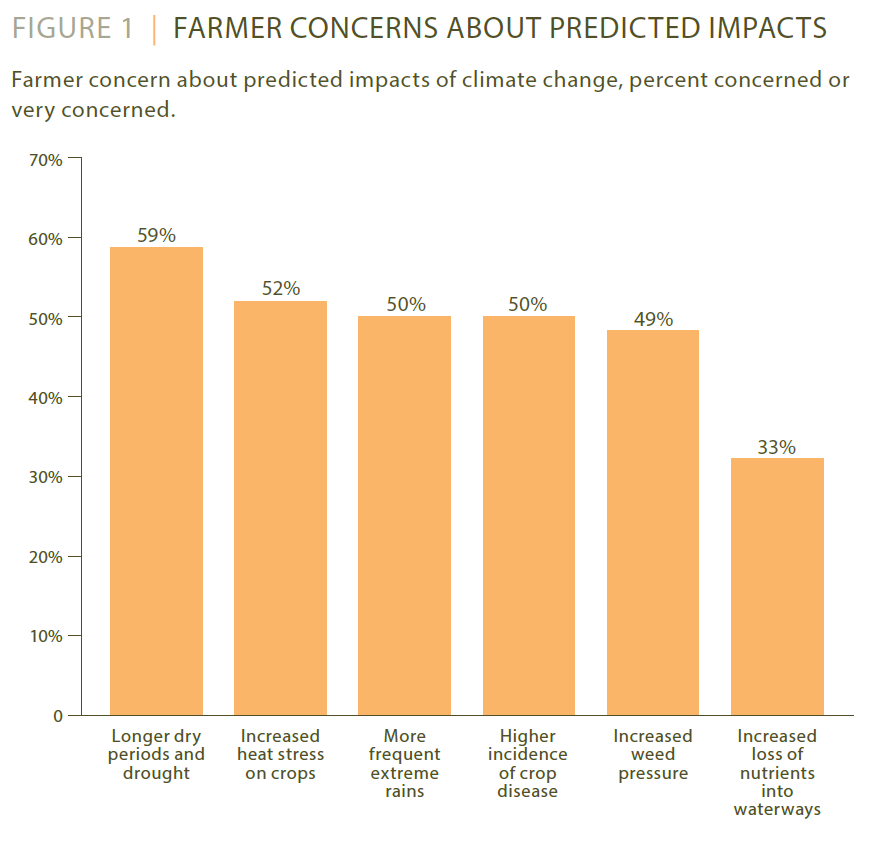 FIGURE 1 | FARMER CONCERNS ABOUT PREDICTED IMPACTS
Farmer concern about predicted impacts of climate change, percent concerned or
very concerned.
70%
60%
50%
40%
30%
20%
10%
0
59%
52%
50%
50%
49%
33%
Longer dry
periods and
drought
Increased
heat stress
on crops
More
frequent
extreme
rains
Higher
incidence
of crop
disease
Increased
weed
pressure
Increased
loss of
nutrients
into
waterways